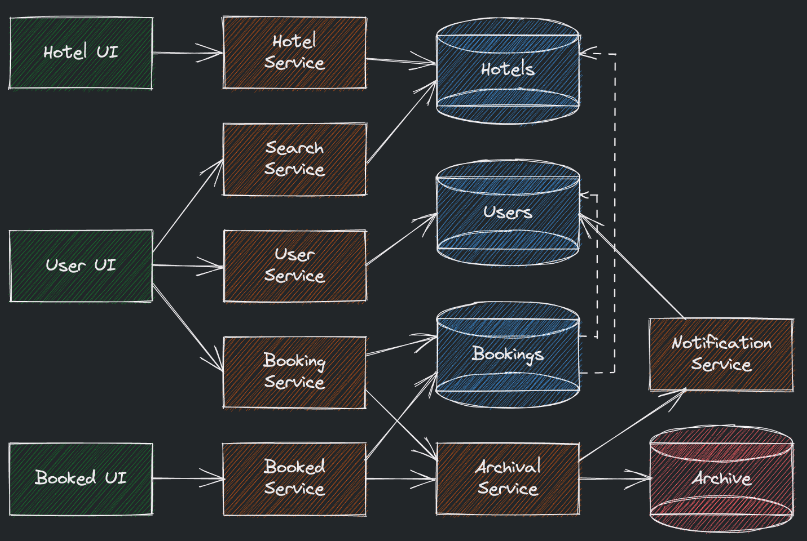 Hotel UI
Hotel
Service
Hotels
Search
Service
Users
User UI
User
Service
Booking
Service
Bookings
Notification
Service
Booked UI
Booked
Service
Archival
Service
Archive